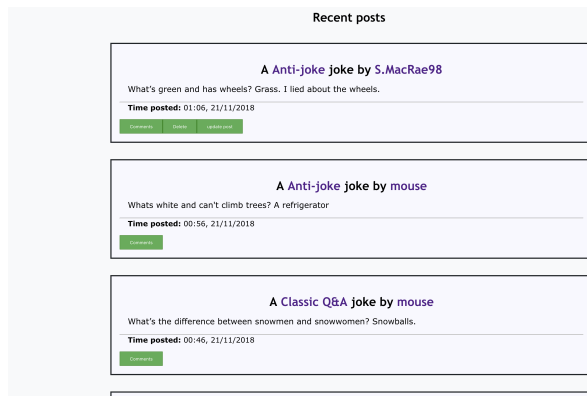 Recent posts
A Anti-joke joke by S.MacRae98
What's green and has wheels? Grass. I lied about the wheels.
Time posted: 01:06, 21/11/2018
Comments Delete update post
A Anti-joke joke by mouse
Whats white and can't climb trees? A refrigerator
Time posted: 00:56, 21/11/2018
Comments
A Classic Q&A joke by mouse
What's the difference between snowmen and snowwomen? Snowballs.
Time posted: 00:46, 21/11/2018
Comments